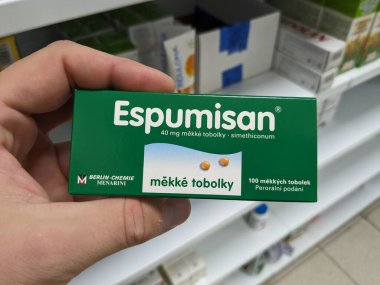 Espumisan®
40 mg měkké tobolky - simethiconum
měkké tobolky
BERLIN-CHEMIE
MENARINI
100 měkkých tobolek
Perorální podání